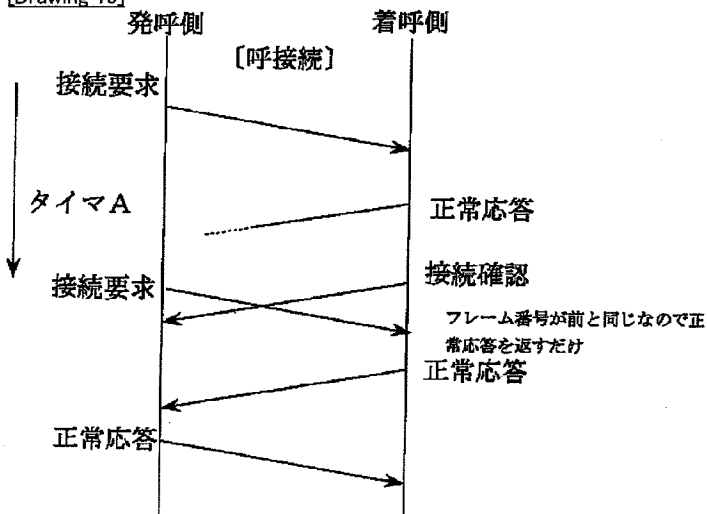 [Drawing 13]
発呼側
着呼側
〔呼接続〕
接続要求
タイマA
正常応答
接続確認
接続要求
フレーム番号が前と同じなので正
常応答を返すだけ
正常応答
正常応答